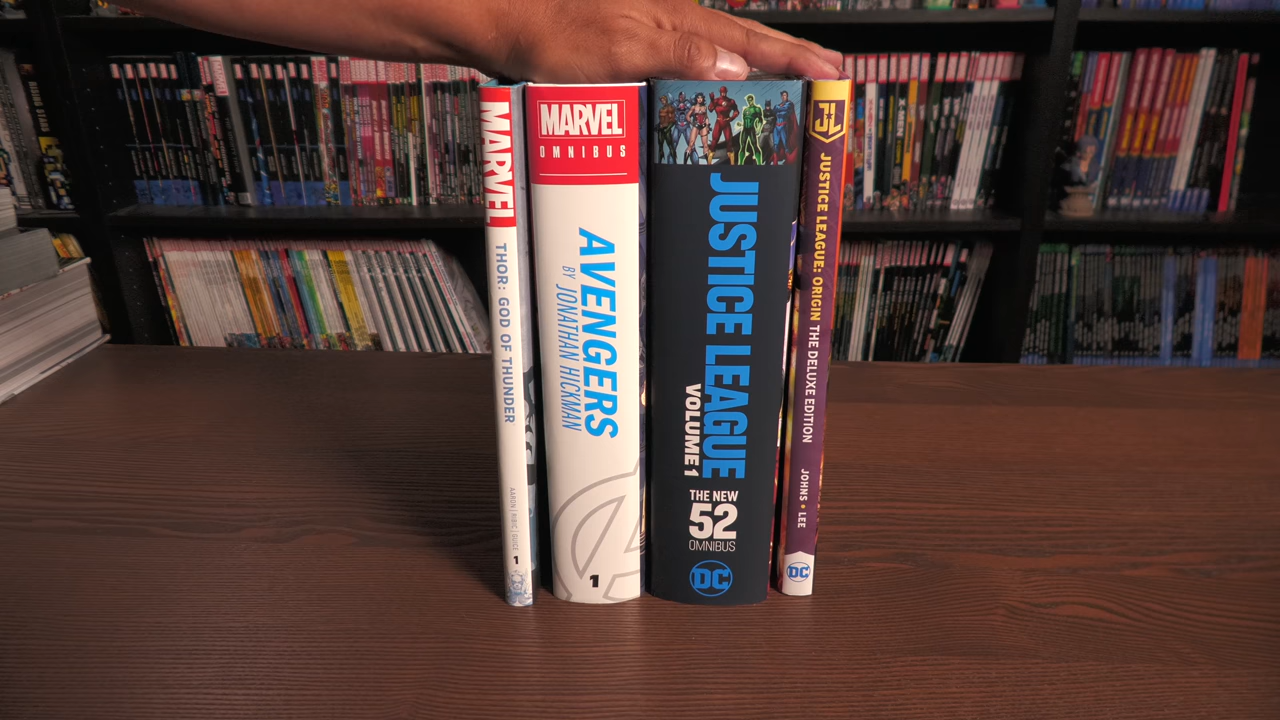 MARVEL
THOR: GOD OF THUNDER
AARON | RIBIC | GUICE
1
MARVEL
OMNIBUS
AVENGERS
BY JONATHAN HICKMAN
1
JUSTICE LEAGUE
VOLUME 1
THE NEW
52
OMNIBUS
DC
JL
JUSTICE LEAGUE: ORIGIN THE DELUXE EDITION
JOHNS • LEE
DC
X-MEN